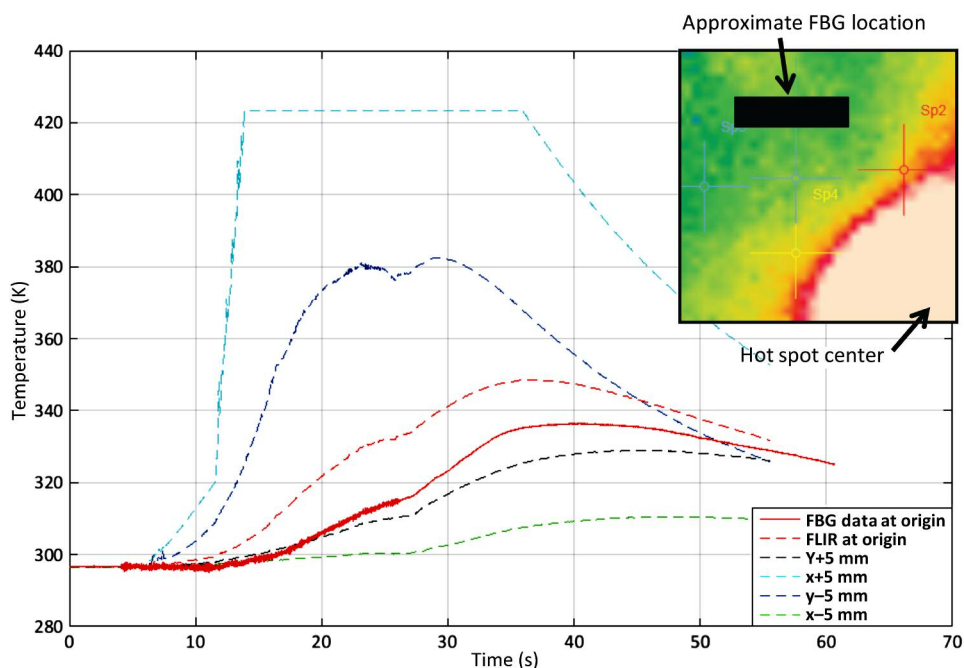 Approximate FBG location
440
420
400
380
360
340
320
300
280
0
10
20
30
40
50
60
70
Temperature (K)
Time (s)
Sp2
Sp4
Hot spot center
FBG data at origin
FLIR at origin
Y+5 mm
x+5 mm
y–5 mm
x–5 mm